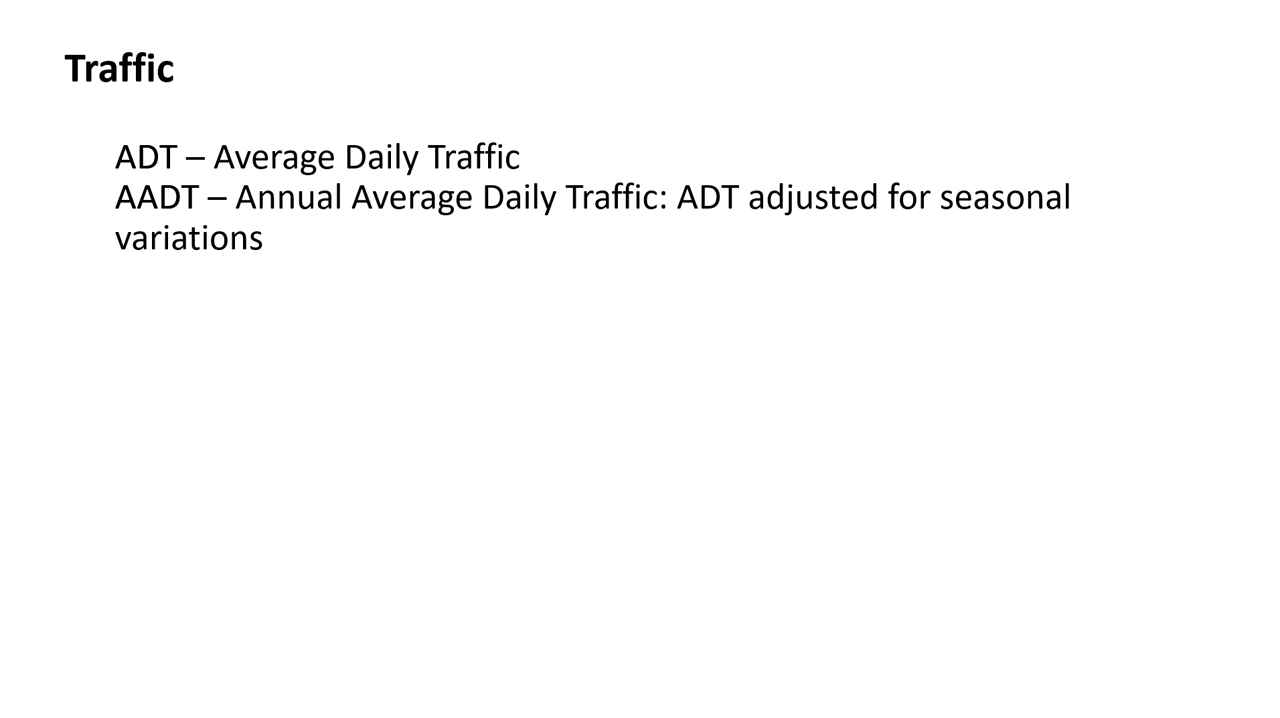 Traffic
ADT – Average Daily Traffic
AADT – Annual Average Daily Traffic: ADT adjusted for seasonal
variations